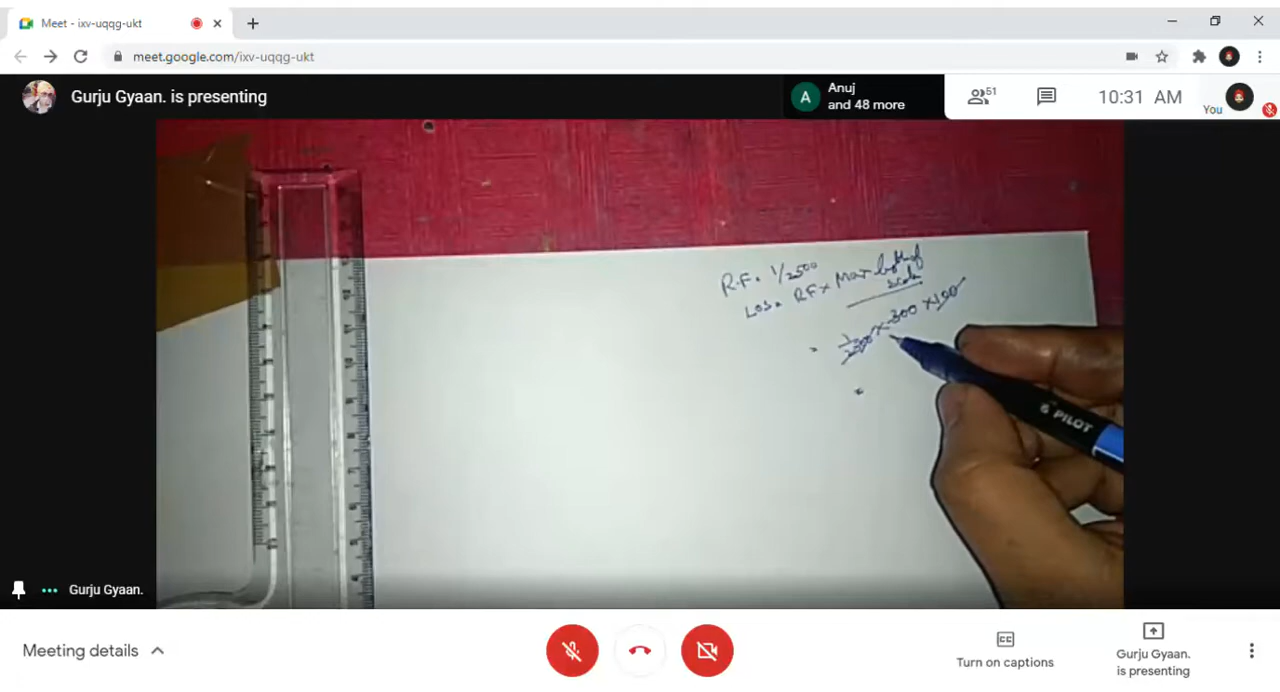 Meet - ixv-uqqg-ukt
meet.google.com/ixv-uqqg-ukt
Gurju Gyaan. is presenting
A
Anuj
and 48 more
51
10:31 AM
You
R.F. = 1/2500
LOS = RF × Max length of
scale
= 1/2500 × 300 × 100
=
PILOT
Gurju Gyaan.
Meeting details
Turn on captions
Gurju Gyaan.
is presenting